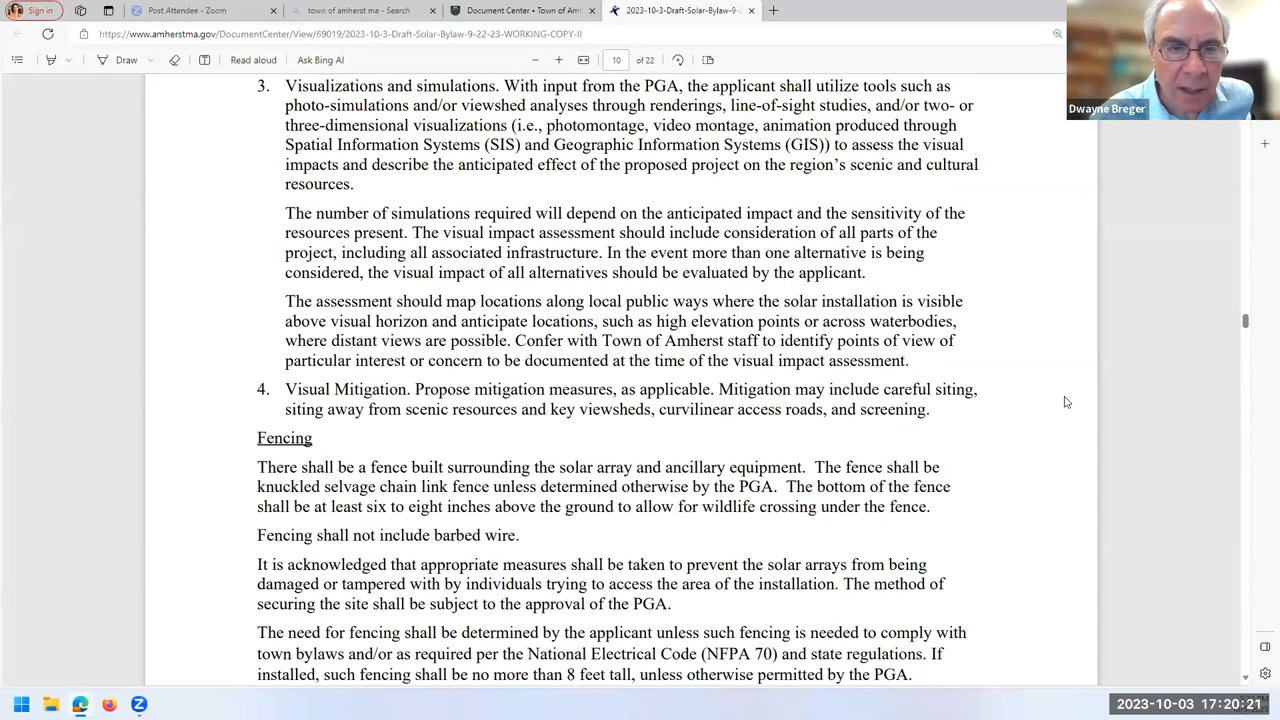 Sign in
Post Attendee - Zoom
town of amherst ma - Search
Document Center • Town of Am
2023-10-3-Draft-Solar-Bylaw-9-2
https://www.amherstma.gov/DocumentCenter/View/69019/2023-10-3-Draft-Solar-Bylaw-9-22-23-WORKING-COPY-II
Draw
Read aloud
Ask Bing AI
10 of 22
Dwayne Breger
3. Visualizations and simulations. With input from the PGA, the applicant shall utilize tools such as
photo-simulations and/or viewshed analyses through renderings, line-of-sight studies, and/or two- or
three-dimensional visualizations (i.e., photomontage, video montage, animation produced through
Spatial Information Systems (SIS) and Geographic Information Systems (GIS)) to assess the visual
impacts and describe the anticipated effect of the proposed project on the region's scenic and cultural
resources.
The number of simulations required will depend on the anticipated impact and the sensitivity of the
resources present. The visual impact assessment should include consideration of all parts of the
project, including all associated infrastructure. In the event more than one alternative is being
considered, the visual impact of all alternatives should be evaluated by the applicant.
The assessment should map locations along local public ways where the solar installation is visible
above visual horizon and anticipate locations, such as high elevation points or across waterbodies,
where distant views are possible. Confer with Town of Amherst staff to identify points of view of
particular interest or concern to be documented at the time of the visual impact assessment.
4. Visual Mitigation. Propose mitigation measures, as applicable. Mitigation may include careful siting,
siting away from scenic resources and key viewsheds, curvilinear access roads, and screening.
Fencing
There shall be a fence built surrounding the solar array and ancillary equipment. The fence shall be
knuckled selvage chain link fence unless determined otherwise by the PGA. The bottom of the fence
shall be at least six to eight inches above the ground to allow for wildlife crossing under the fence.
Fencing shall not include barbed wire.
It is acknowledged that appropriate measures shall be taken to prevent the solar arrays from being
damaged or tampered with by individuals trying to access the area of the installation. The method of
securing the site shall be subject to the approval of the PGA.
The need for fencing shall be determined by the applicant unless such fencing is needed to comply with
town bylaws and/or as required per the National Electrical Code (NFPA 70) and state regulations. If
installed, such fencing shall be no more than 8 feet tall, unless otherwise permitted by the PGA.
2023-10-03 17:20:21